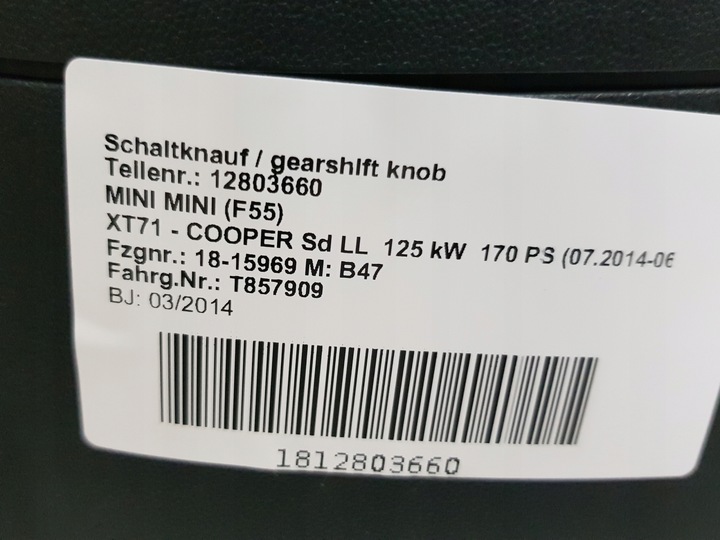 Schaltknauf / gearshift knob
Teilenr.: 12803660
MINI MINI (F55)
XT71 - COOPER Sd LL 125 kW 170 PS (07.2014-06
Fzgnr.: 18-15969 M: B47
Fahrg.Nr.: T857909
BJ: 03/2014
1812803660